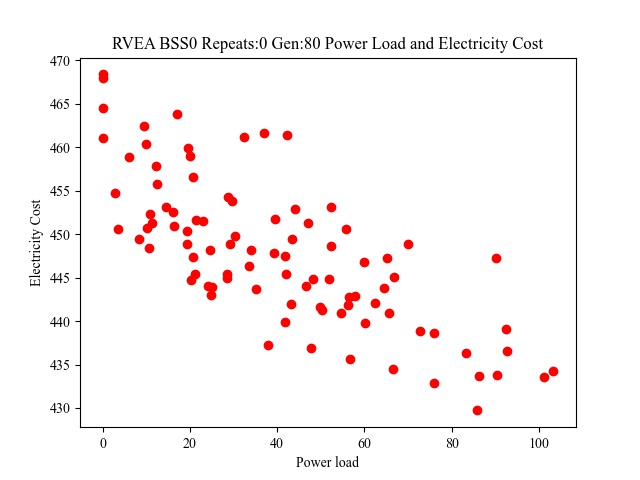 RVEA BSS0 Repeats:0 Gen:80 Power Load and Electricity Cost
470
465
460
455
450
445
440
435
430
Electricity Cost
0 20 40 60 80 100
Power load